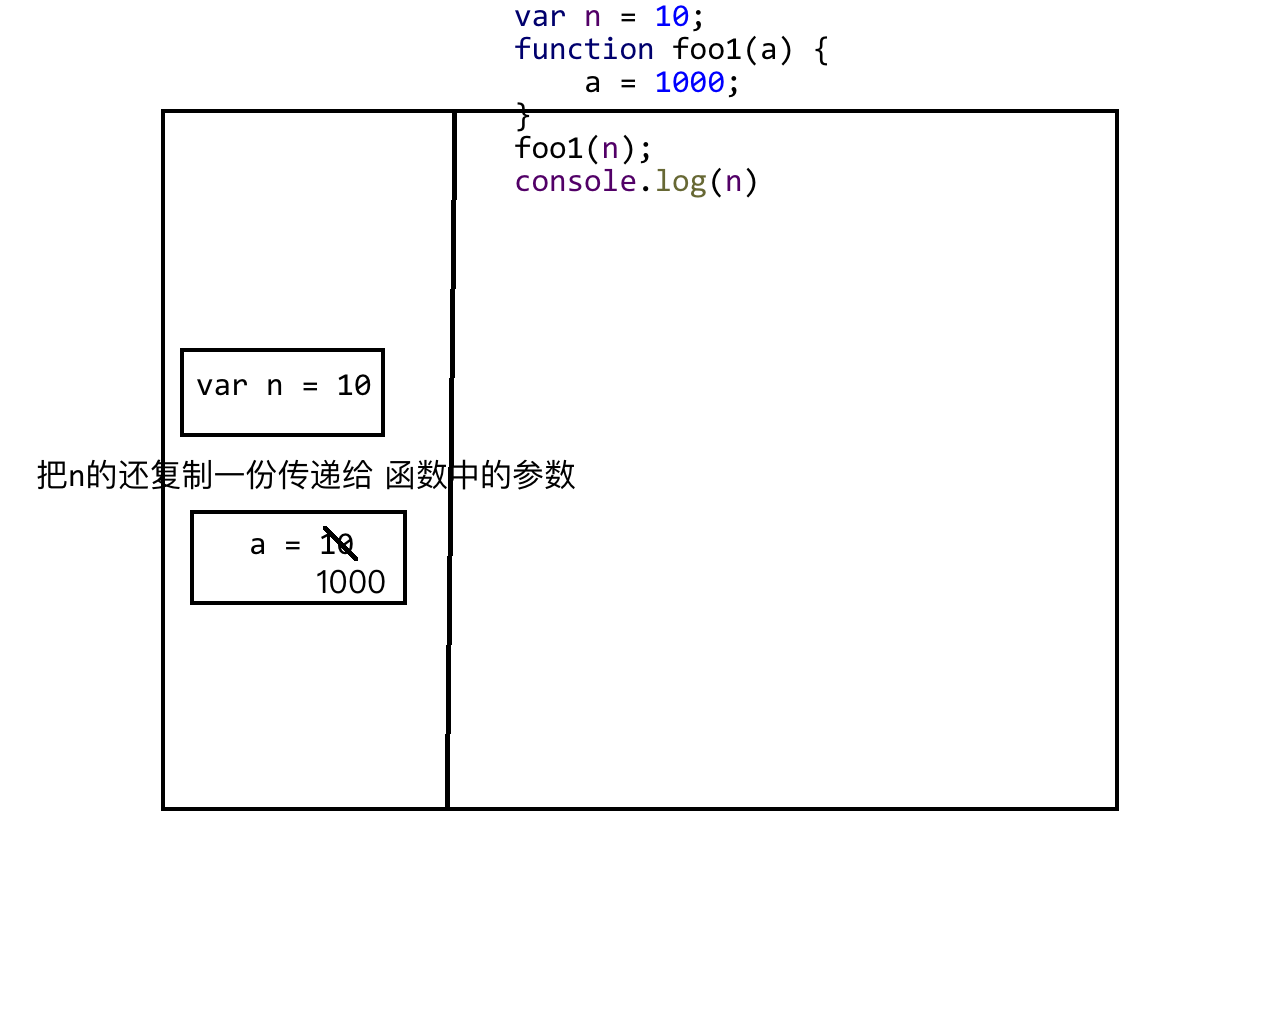 var n = 10;
function foo1(a) {
    a = 1000;
}
foo1(n);
console.log(n)
var n = 10
把n的还复制一份传递给 函数中的参数
a = 10
1000